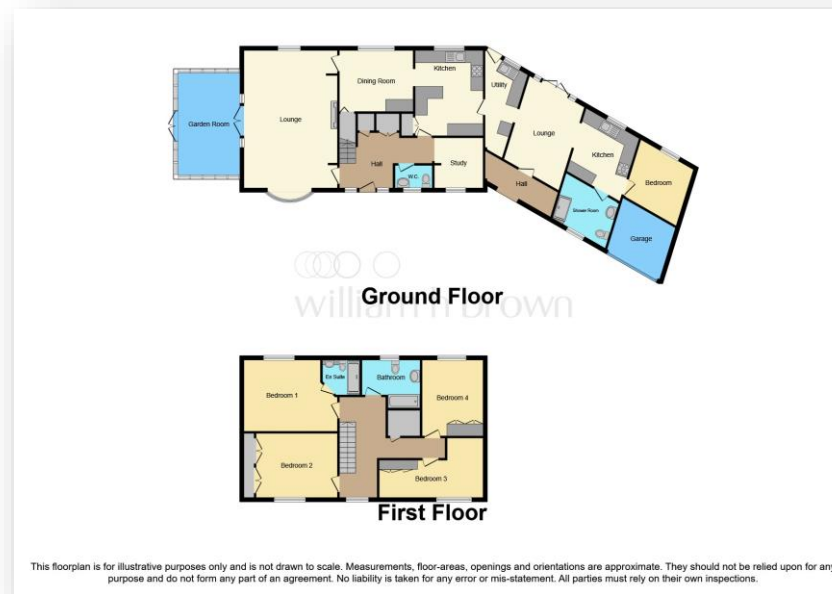 Kitchen
Dining Room
Utility
Garden Room
Lounge
Lounge
Kitchen
Hall
Study
W.C.
Bedroom
Hall
Shower Room
Garage
william h brown
Ground Floor
En Suite
Bathroom
Bedroom 1
Bedroom 4
Bedroom 2
Bedroom 3
First Floor
This floorplan is for illustrative purposes only and is not drawn to scale. Measurements, floor-areas, openings and orientations are approximate. They should not be relied upon for any
purpose and do not form any part of an agreement. No liability is taken for any error or mis-statement. All parties must rely on their own inspections.